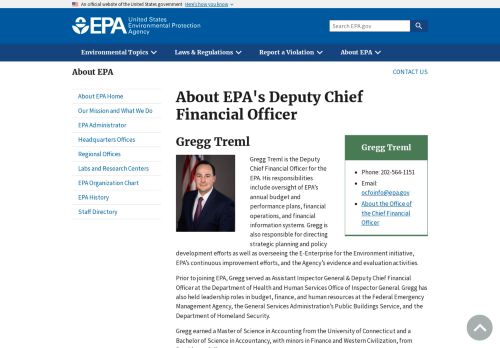 An official website of the United States government Here's how you know
EPA United States Environmental Protection Agency
Search EPA.gov
Environmental Topics Laws & Regulations Report a Violation About EPA
About EPA
CONTACT US
About EPA Home
Our Mission and What We Do
EPA Administrator
Headquarters Offices
Regional Offices
Labs and Research Centers
EPA Organization Chart
EPA History
Staff Directory
About EPA's Deputy Chief
Financial Officer
Gregg Treml
Gregg Treml is the Deputy
Chief Financial Officer for the
EPA. His responsibilities
include oversight of EPA's
annual budget and
performance plans, financial
operations, and financial
information systems. Gregg is
also responsible for directing
strategic planning and policy
development efforts as well as overseeing the E-Enterprise for the Environment initiative,
EPA's continuous improvement efforts, and the Agency's evidence and evaluation activities.
Prior to joining EPA, Gregg served as Assistant Inspector General & Deputy Chief Financial
Officer at the Department of Health and Human Services Office of Inspector General. Gregg has
also held leadership roles in budget, finance, and human resources at the Federal Emergency
Management Agency, the General Services Administration's Public Buildings Service, and the
Department of Homeland Security.
Gregg earned a Master of Science in Accounting from the University of Connecticut and a
Bachelor of Science in Accountancy, with minors in Finance and Western Civilization, from
Gregg Treml
Phone: 202-564-1151
Email:
ocfoinfo@epa.gov
About the Office of
the Chief Financial
Officer